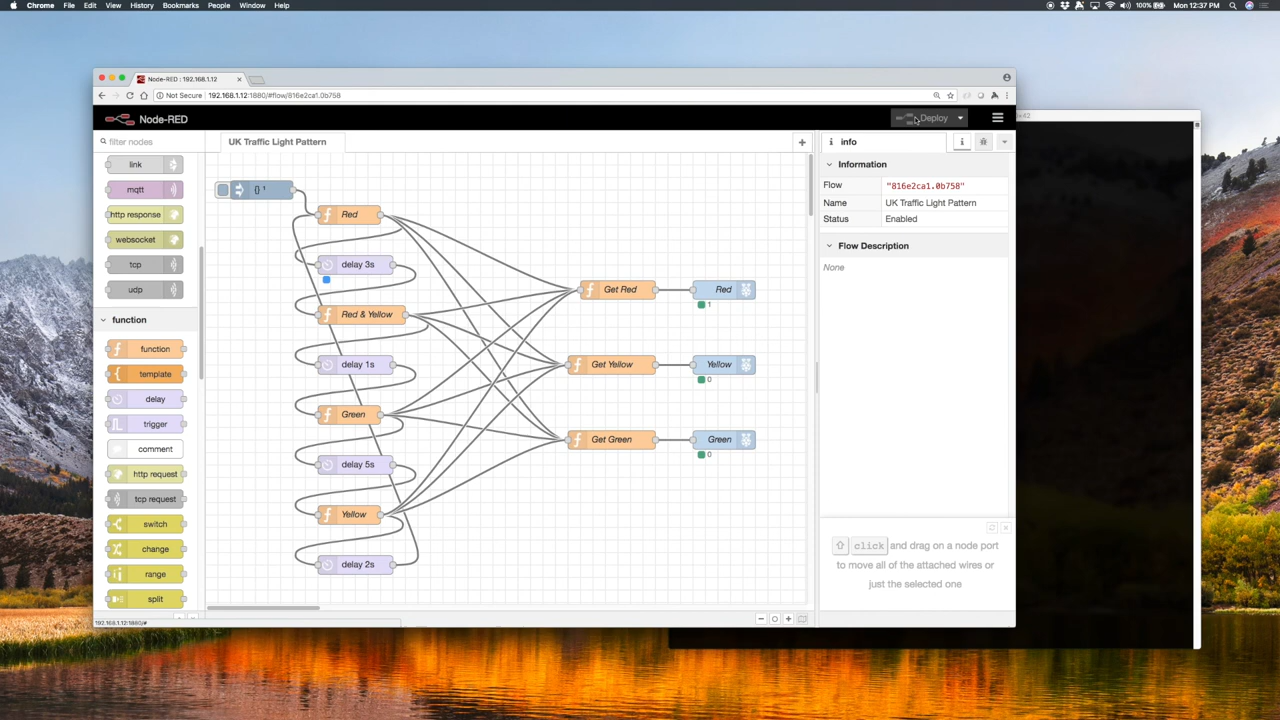 Chrome File Edit View History Bookmarks People Window Help
100% Mon 12:37 PM
Node-RED : 192.168.1.12
Not Secure 192.168.1.12:1880/#flow/816e2ca1.0b758
Node-RED
Deploy
filter nodes
UK Traffic Light Pattern
info
link
mqtt
http response
websocket
tcp
udp
function
function
template
delay
trigger
comment
http request
tcp request
switch
change
range
split
{} ¹
Red
delay 3s
Red & Yellow
delay 1s
Green
delay 5s
Yellow
delay 2s
Get Red
Red
1
Get Yellow
Yellow
0
Get Green
Green
0
Information
Flow "816e2ca1.0b758"
Name UK Traffic Light Pattern
Status Enabled
Flow Description
None
click and drag on a node port
to move all of the attached wires or
just the selected one
192.168.1.12:1880/#